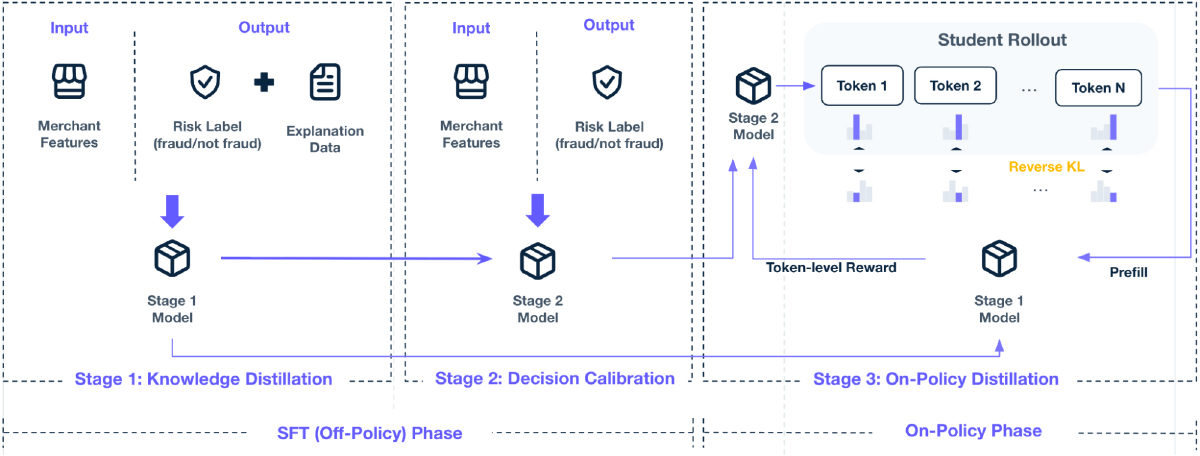 Input
Output
Merchant
Features
Risk Label
(fraud/not fraud)
Explanation
Data
Stage 1
Model
Stage 1: Knowledge Distillation
Input
Output
Merchant
Features
Risk Label
(fraud/not fraud)
Stage 2
Model
Stage 2: Decision Calibration
SFT (Off-Policy) Phase
Student Rollout
Stage 2
Model
Token 1
Token 2
...
Token N
Reverse KL
...
Token-level Reward
Prefill
Stage 1
Model
Stage 3: On-Policy Distillation
On-Policy Phase